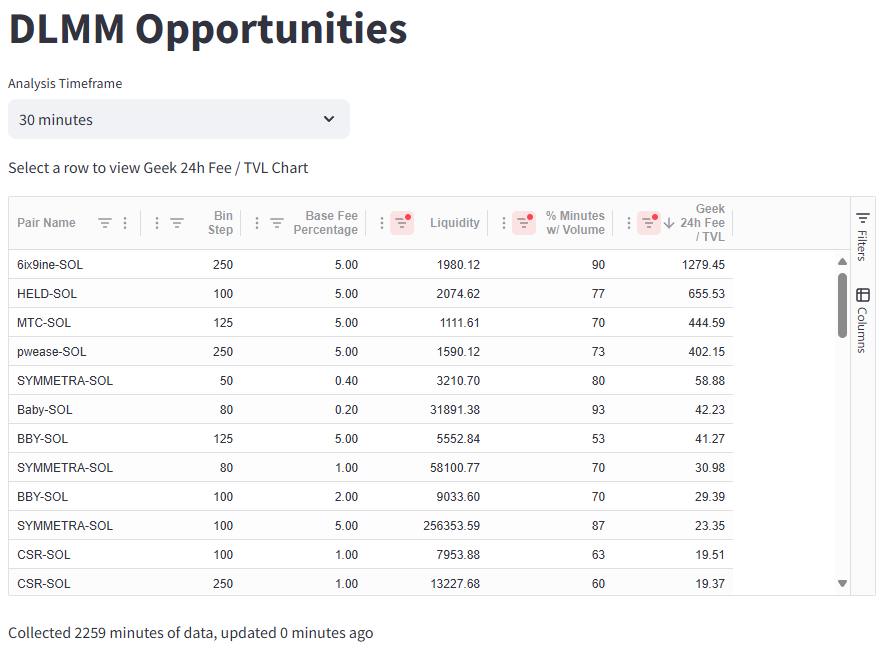 DLMM Opportunities
Analysis Timeframe
30 minutes
Select a row to view Geek 24h Fee / TVL Chart
Pair Name Bin Step Base Fee Percentage Liquidity % Minutes w/ Volume Geek 24h Fee / TVL
6ix9ine-SOL 250 5.00 1980.12 90 1279.45
HELD-SOL 100 5.00 2074.62 77 655.53
MTC-SOL 125 5.00 1111.61 70 444.59
pwease-SOL 250 5.00 1590.12 73 402.15
SYMMETRA-SOL 50 0.40 3210.70 80 58.88
Baby-SOL 80 0.20 31891.38 93 42.23
BBY-SOL 125 5.00 5552.84 53 41.27
SYMMETRA-SOL 80 1.00 58100.77 70 30.98
BBY-SOL 100 2.00 9033.60 70 29.39
SYMMETRA-SOL 100 5.00 256353.59 87 23.35
CSR-SOL 100 1.00 7953.88 63 19.51
CSR-SOL 250 1.00 13227.68 60 19.37
Filters
Columns
Collected 2259 minutes of data, updated 0 minutes ago